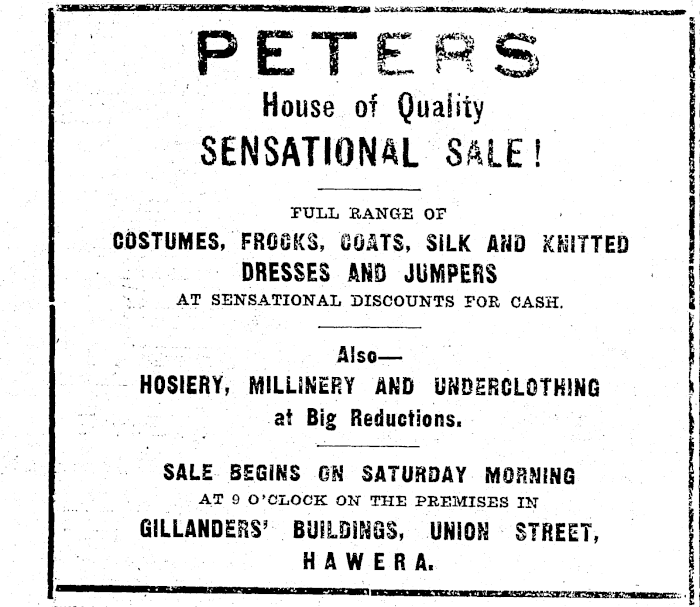 PETERS
House of Quality
SENSATIONAL SALE!
FULL RANGE OF
COSTUMES, FROCKS, COATS, SILK AND KNITTED
DRESSES AND JUMPERS
AT SENSATIONAL DISCOUNTS FOR CASH.
Also—
HOSIERY, MILLINERY AND UNDERCLOTHING
at Big Reductions.
SALE BEGINS ON SATURDAY MORNING
AT 9 O'CLOCK ON THE PREMISES IN
GILLANDERS' BUILDINGS, UNION STREET,
HAWERA.